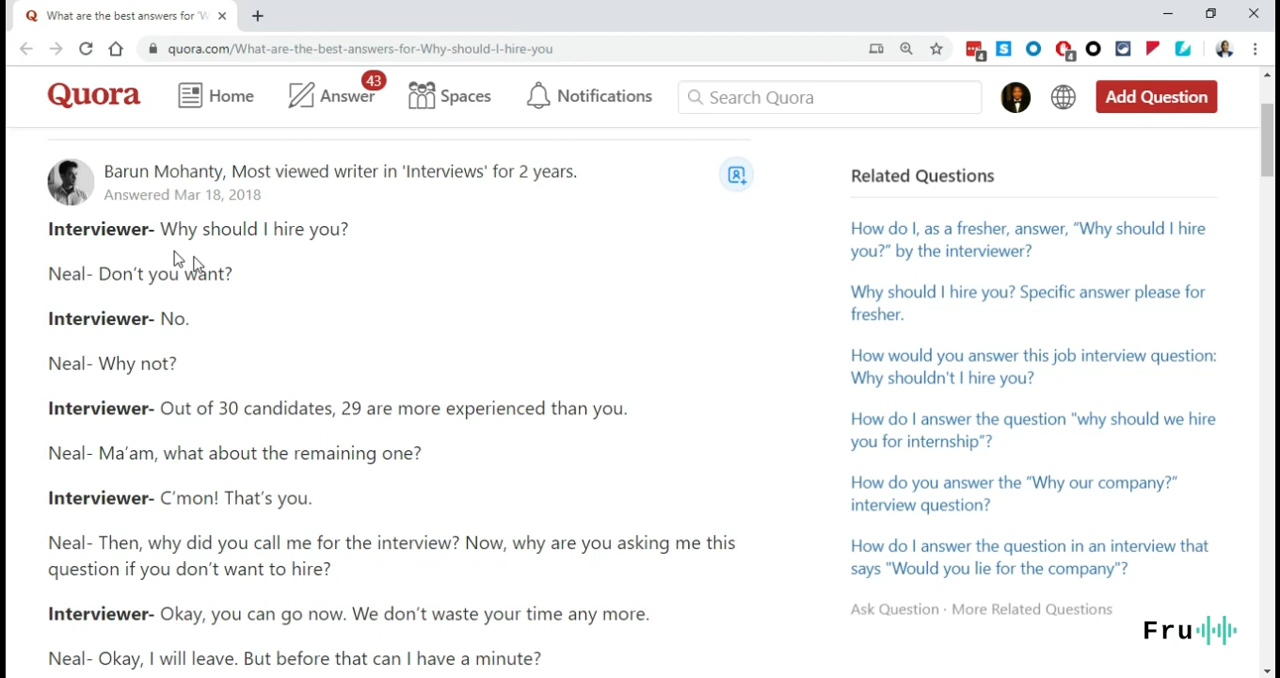 What are the best answers for 'W
quora.com/What-are-the-best-answers-for-Why-should-I-hire-you
4
S
4
Quora
Home
43
Answer
Spaces
Notifications
Search Quora
Add Question
Barun Mohanty, Most viewed writer in 'Interviews' for 2 years.
Answered Mar 18, 2018
Interviewer- Why should I hire you?
Neal- Don't you want?
Interviewer- No.
Neal- Why not?
Interviewer- Out of 30 candidates, 29 are more experienced than you.
Neal- Ma'am, what about the remaining one?
Interviewer- C'mon! That's you.
Neal- Then, why did you call me for the interview? Now, why are you asking me this
question if you don't want to hire?
Interviewer- Okay, you can go now. We don't waste your time any more.
Neal- Okay, I will leave. But before that can I have a minute?
Related Questions
How do I, as a fresher, answer, "Why should I hire
you?" by the interviewer?
Why should I hire you? Specific answer please for
fresher.
How would you answer this job interview question:
Why shouldn't I hire you?
How do I answer the question "why should we hire
you for internship"?
How do you answer the "Why our company?"
interview question?
How do I answer the question in an interview that
says "Would you lie for the company"?
Ask Question · More Related Questions
Fru